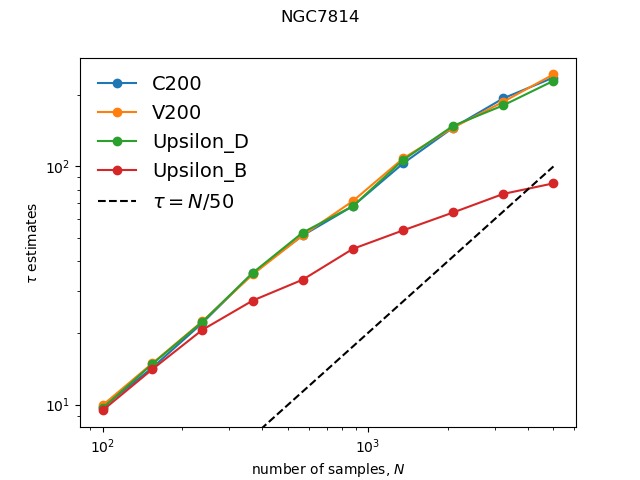 NGC7814
C200
V200
Upsilon_D
Upsilon_B
τ = N/50
10²
10¹
τ estimates
10²
10³
number of samples, N